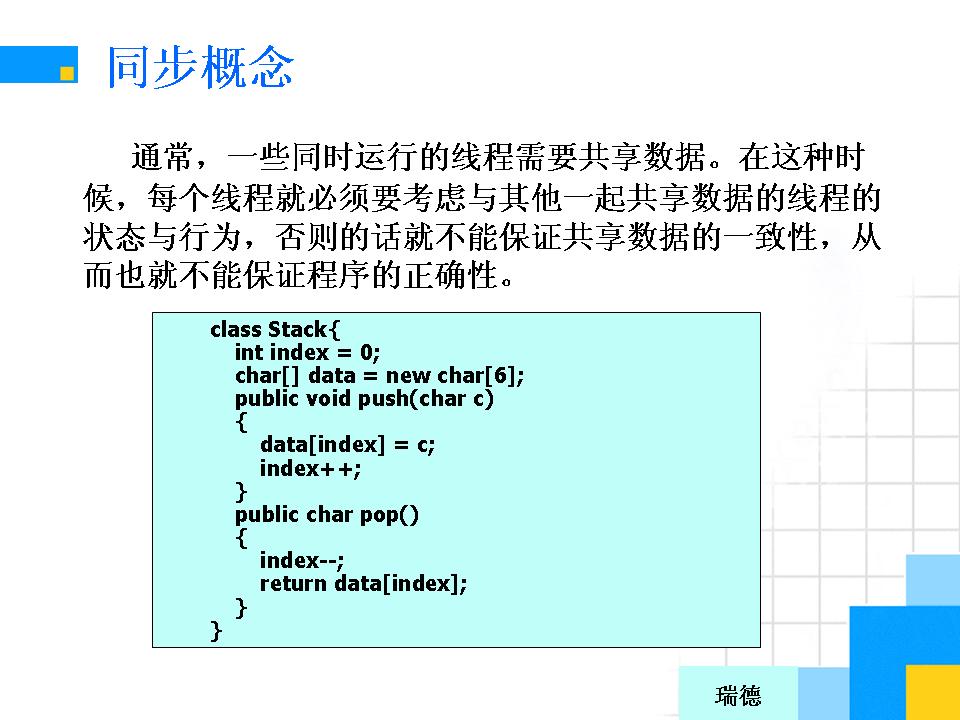 同步概念
通常，一些同时运行的线程需要共享数据。在这种时
候，每个线程就必须要考虑与其他一起共享数据的线程的
状态与行为，否则的话就不能保证共享数据的一致性，从
而也就不能保证程序的正确性。
class Stack{
int index = 0;
char[] data = new char[6];
public void push(char c)
{
data[index] = c;
index++;
}
public char pop()
{
index--;
return data[index];
}
}
瑞德